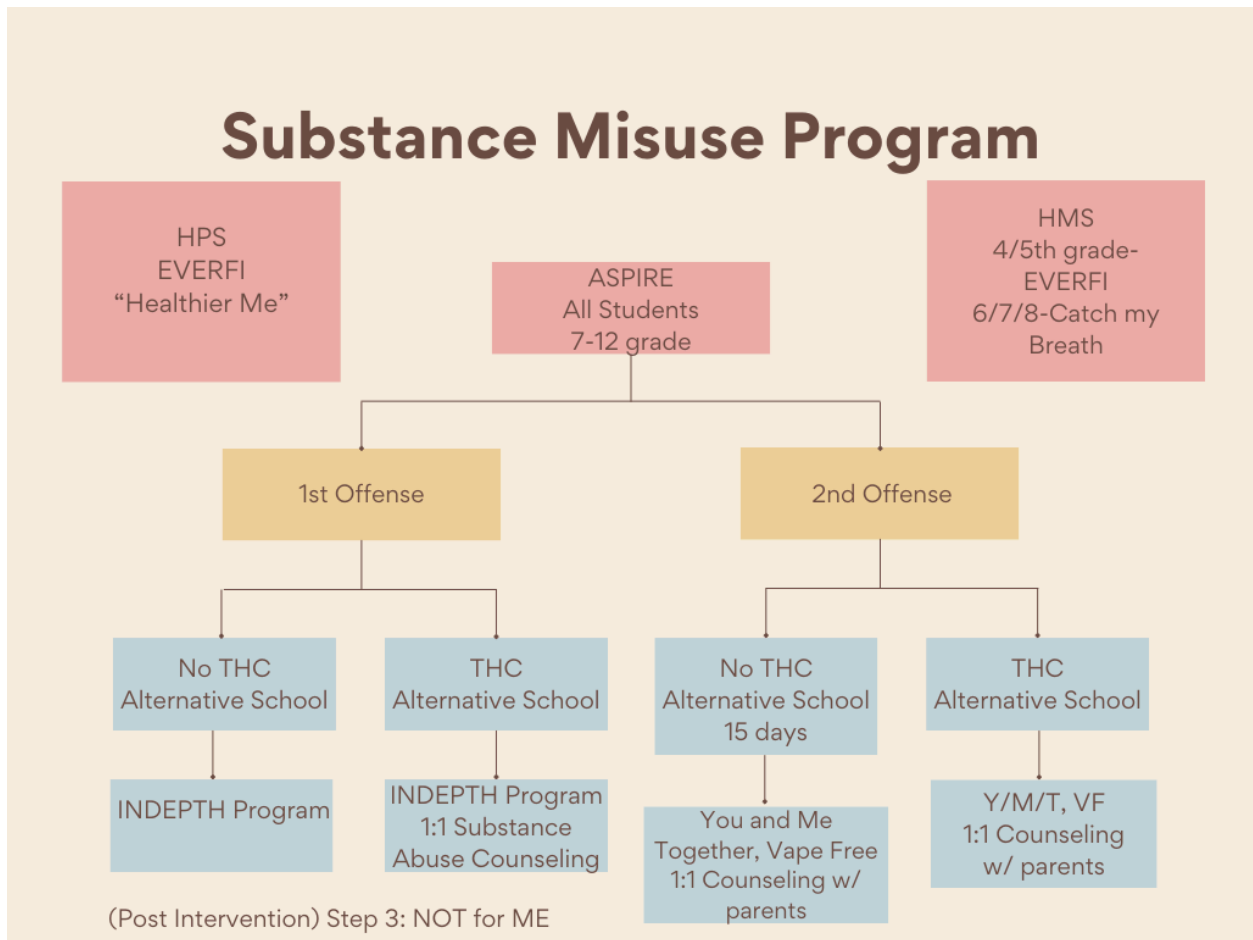 Substance Misuse Program
HPS
EVERFI
“Healthier Me”
ASPIRE
All Students
7-12 grade
HMS
4/5th grade-
EVERFI
6/7/8-Catch my
Breath
1st Offense
2nd Offense
No THC
Alternative School
THC
Alternative School
No THC
Alternative School
15 days
THC
Alternative School
INDEPTH Program
INDEPTH Program
1:1 Substance
Abuse Counseling
You and Me
Together, Vape Free
1:1 Counseling w/
parents
Y/M/T, VF
1:1 Counseling
w/ parents
(Post Intervention) Step 3: NOT for ME